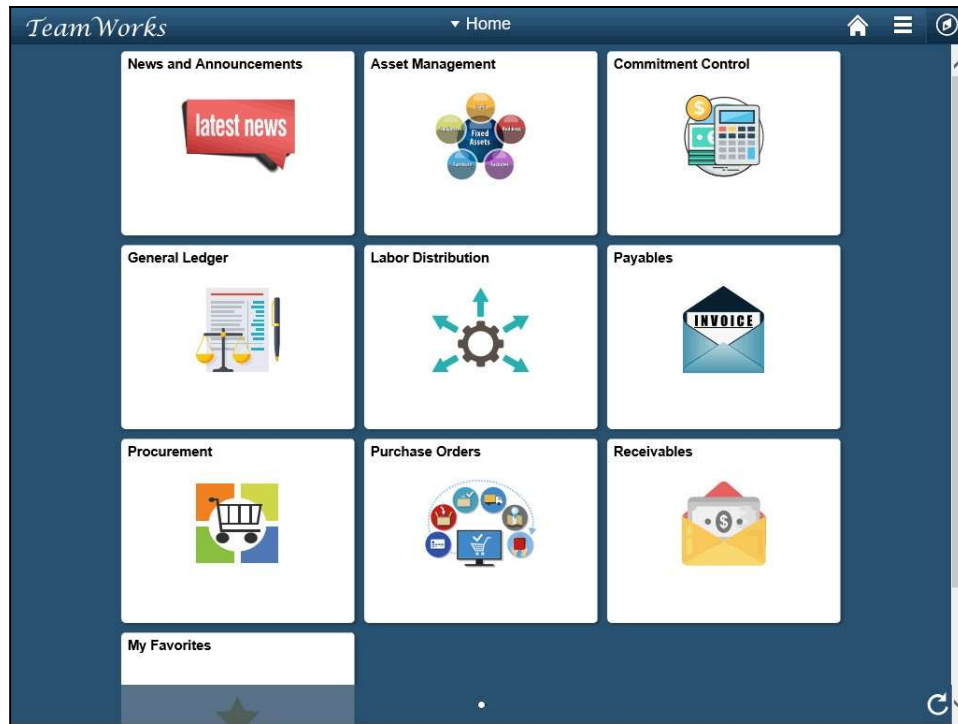 TeamWorks
Home
News and Announcements
latest news
Asset Management
Fixed
Assets
Commitment Control
$
General Ledger
Labor Distribution
Payables
INVOICE
Procurement
Purchase Orders
Receivables
$
My Favorites